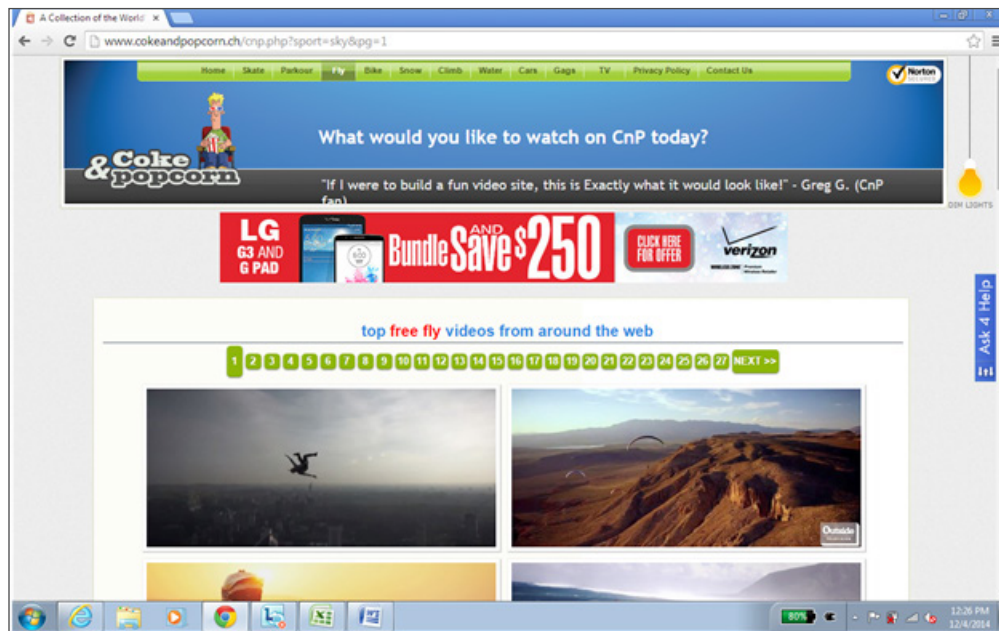 A Collection of the World
www.cokeandpopcorn.ch/cnp.php?sport=sky&pg=1
Home Skate Parkour Fly Bike Snow Climb Water Cars Gags TV Privacy Policy Contact Us
Norton
SECURED
What would you like to watch on CnP today?
Coke
& popcorn
"If I were to build a fun video site, this is Exactly what it would look like!" - Greg G. (CnP
fan)
DIM LIGHTS
LG
G3 AND
G PAD
Bundle AND Save $250
CLICK HERE
FOR OFFER
verizon
Ask 4 Help
top free fly videos from around the web
1 2 3 4 5 6 7 8 9 10 11 12 13 14 15 16 17 18 19 20 21 22 23 24 25 26 27 NEXT >>
Outside
80%
12:26 PM
12/4/2014